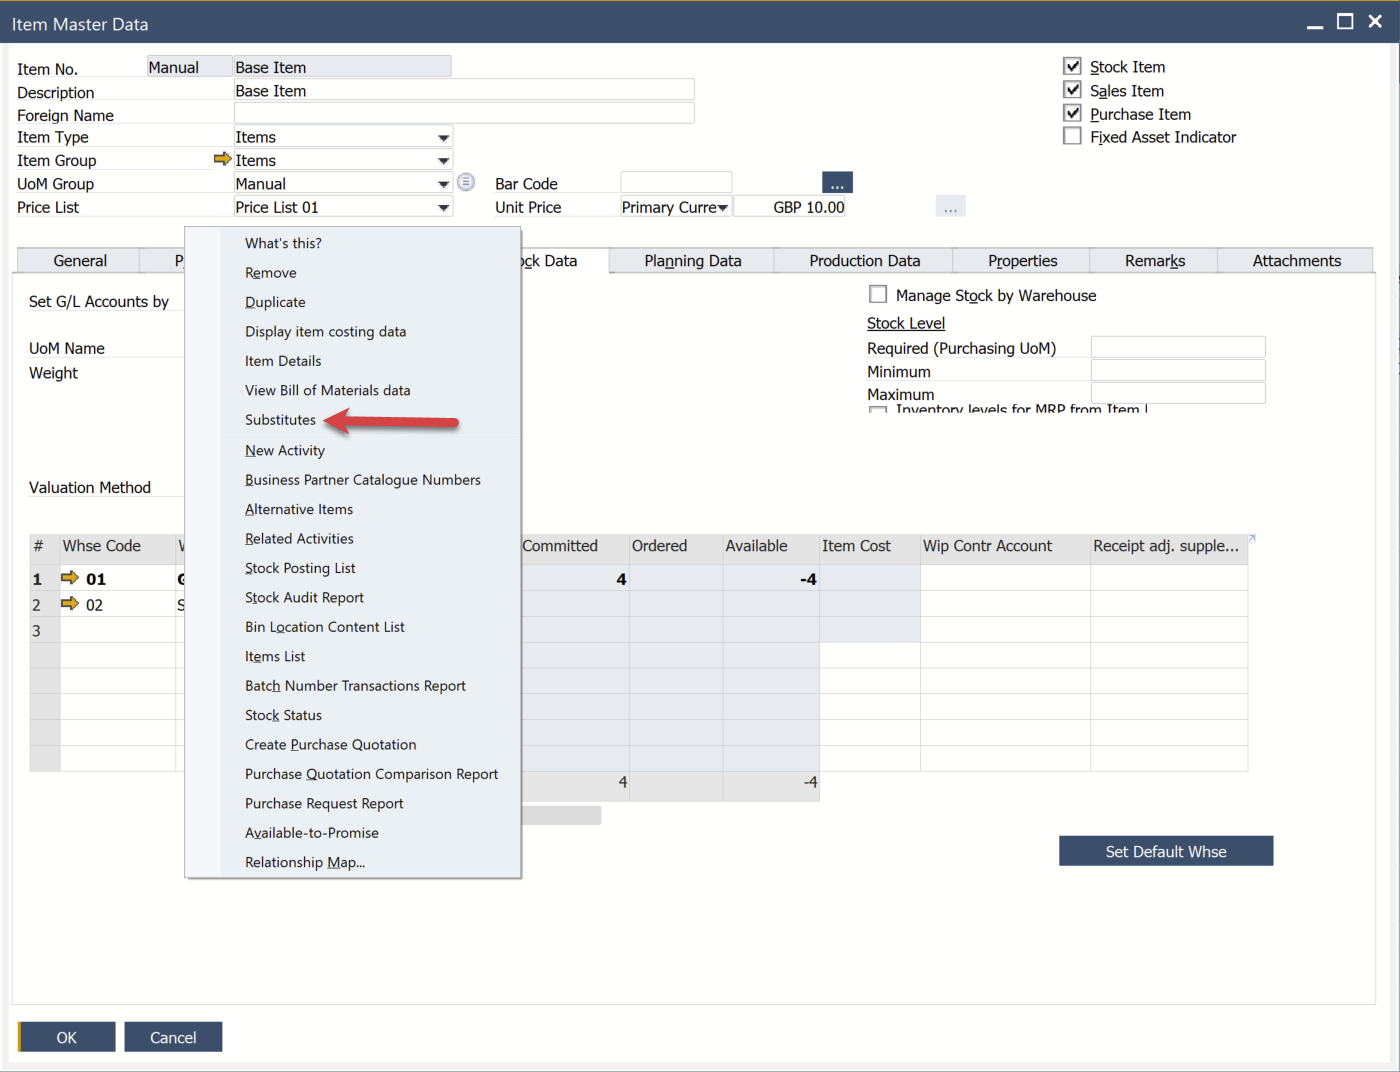 Item Master Data
Item No. Manual Base Item
Stock Item
Description Base Item
Sales Item
Foreign Name
Purchase Item
Item Type Items
Fixed Asset Indicator
Item Group Items
UoM Group Manual Bar Code ...
Price List Price List 01 Unit Price Primary Curre GBP 10.00 ...
General P ock Data Planning Data Production Data Properties Remarks Attachments
What's this?
Remove
Duplicate
Display item costing data
Item Details
View Bill of Materials data
Substitutes
New Activity
Business Partner Catalogue Numbers
Alternative Items
Related Activities
Stock Posting List
Stock Audit Report
Bin Location Content List
Items List
Batch Number Transactions Report
Stock Status
Create Purchase Quotation
Purchase Quotation Comparison Report
Purchase Request Report
Available-to-Promise
Relationship Map...
Set G/L Accounts by
UoM Name
Weight
Valuation Method
Manage Stock by Warehouse
Stock Level
Required (Purchasing UoM)
Minimum
Maximum
Inventory levels for MRP from Item
# Whse Code Committed Ordered Available Item Cost Wip Contr Account Receipt adj. supple...
1 01 4 -4
2 02 S
3
4 -4
Set Default Whse
OK Cancel